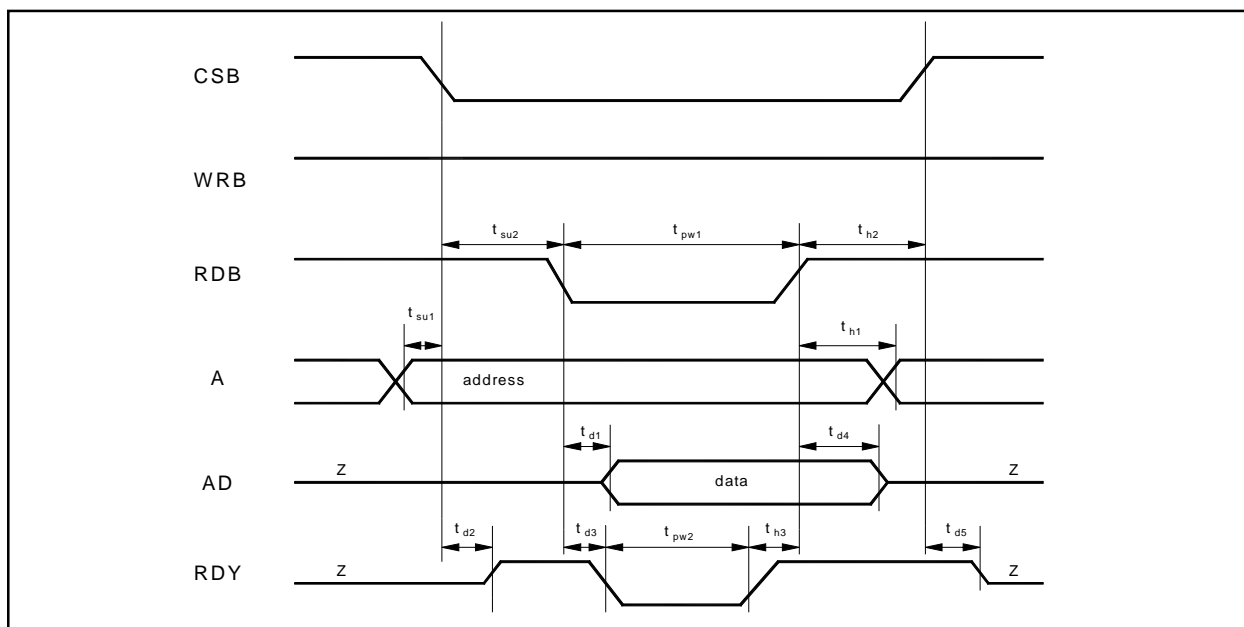 CSB
WRB
t su2 t pw1 t h2
RDB
t su1 t h1
A address
t d1 t d4
Z Z
AD data
t d2 t d3 t pw2 t h3 t d5
RDY Z Z